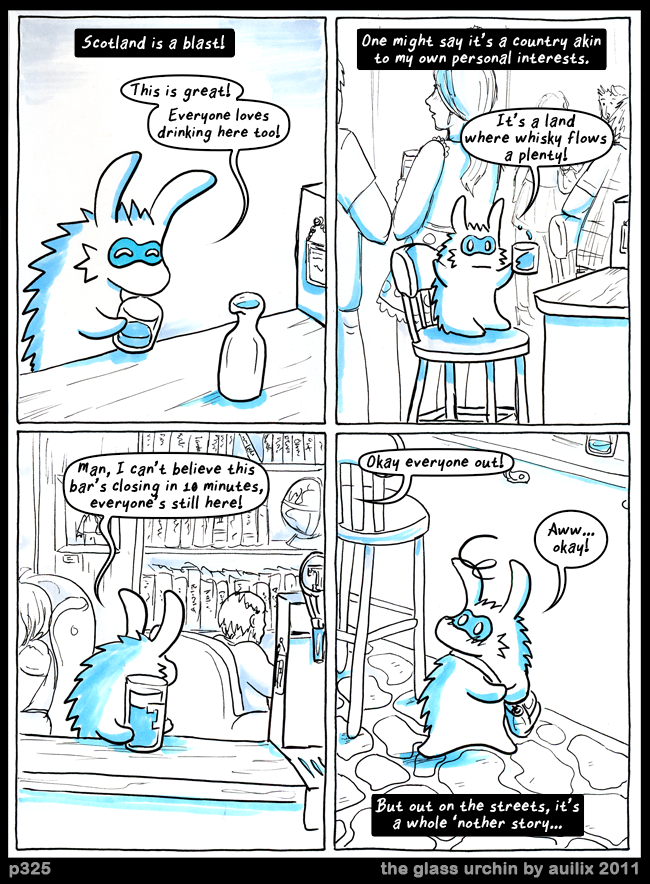 Scotland is a blast!
This is great!
Everyone loves
drinking here too!
One might say it's a country akin
to my own personal interests.
It's a land
where whisky flows
a plenty!
Man, I can't believe this
bar's closing in 10 minutes,
everyone's still here!
Okay everyone out!
Aww...
okay!
But out on the streets, it's
a whole 'nother story...
p325
the glass urchin by auilix 2011